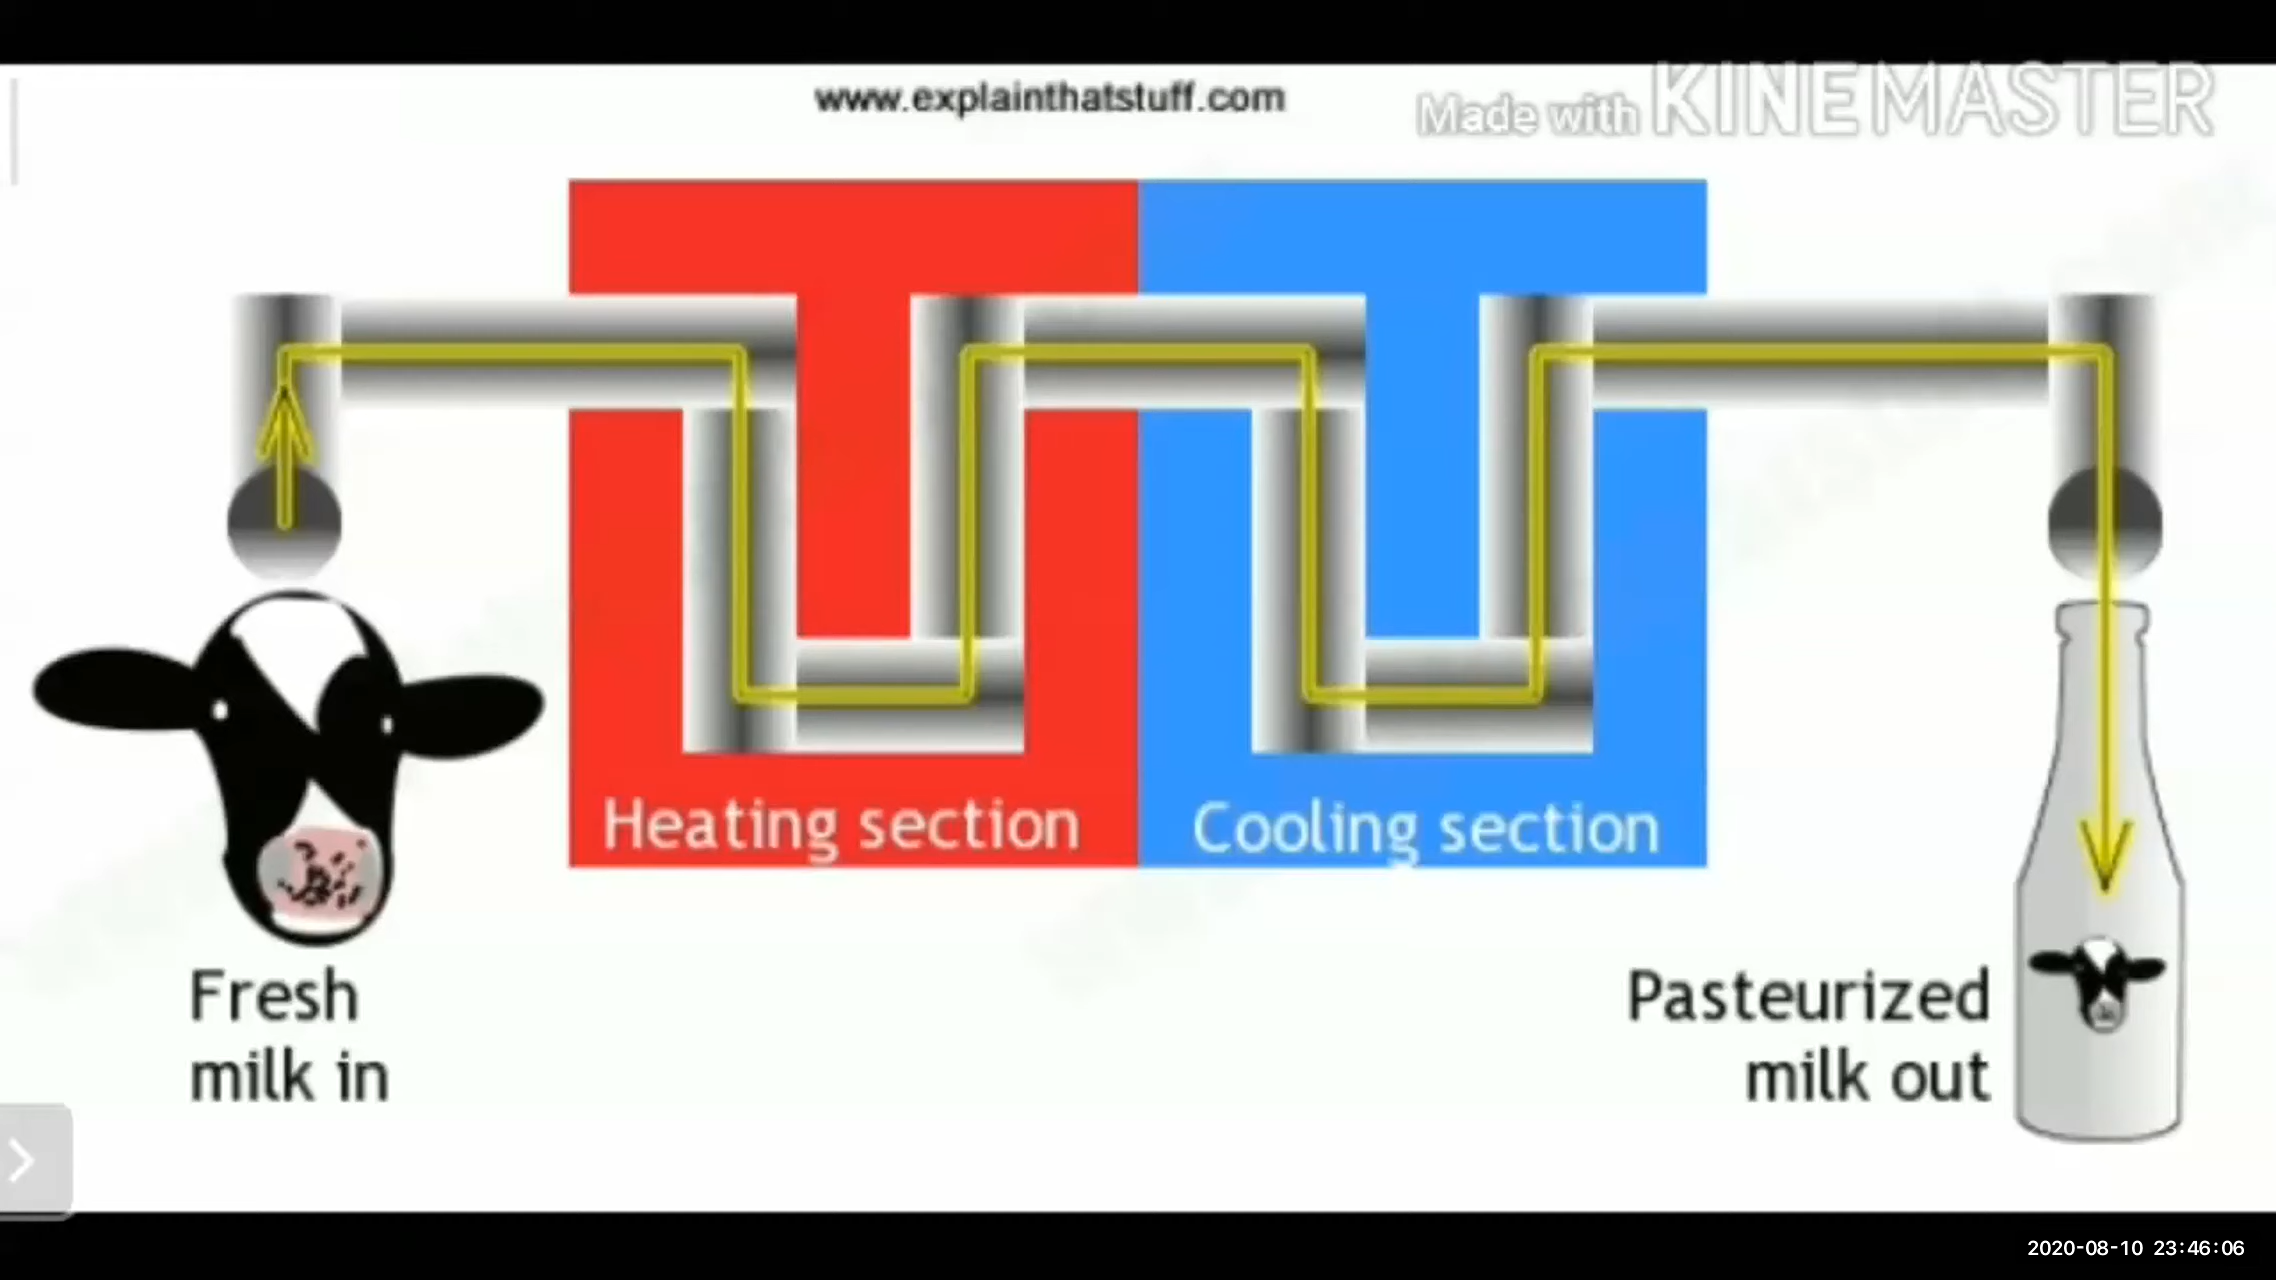 www.explainthatstuff.com
Made with KINEMASTER
Heating section
Cooling section
Fresh
milk in
Pasteurized
milk out
2020-08-10 23:46:06